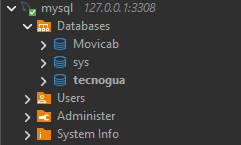 mysql 127.0.0.1:3308
Databases
Movicab
sys
tecnogua
Users
Administer
System Info